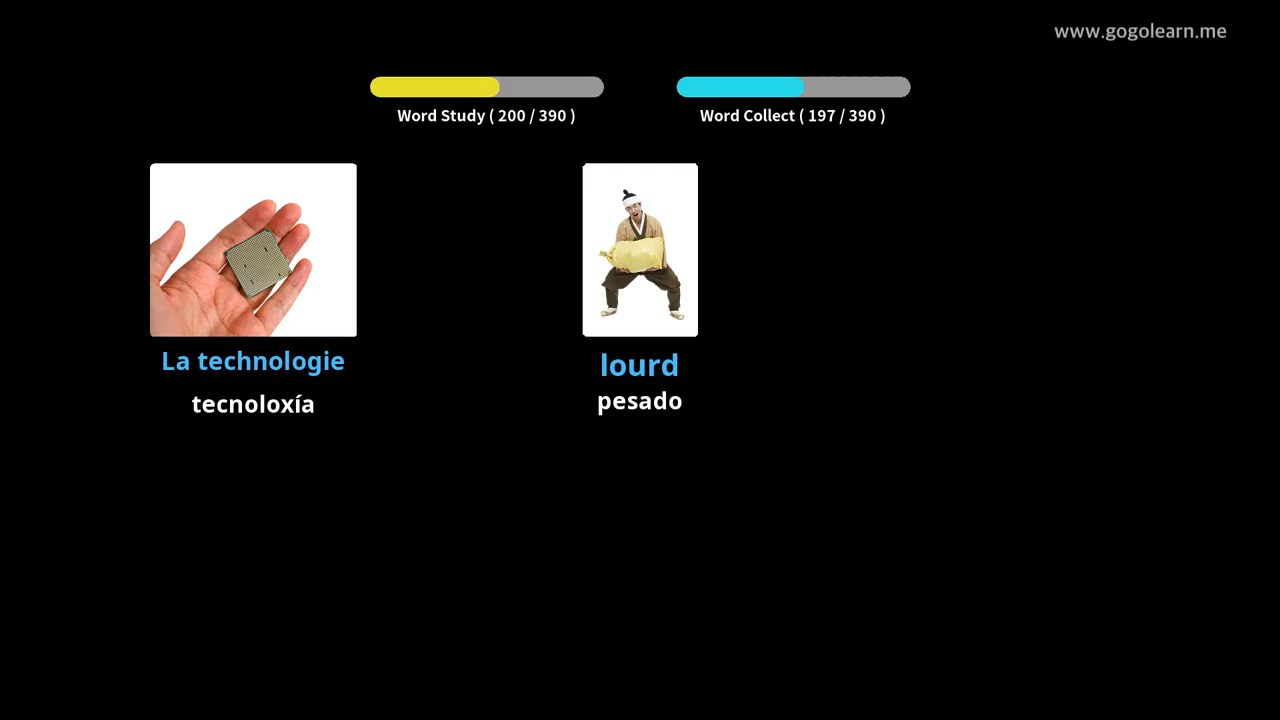 www.gogolearn.me
Word Study ( 200 / 390 )
Word Collect ( 197 / 390 )
La technologie
tecnoloxía
lourd
pesado